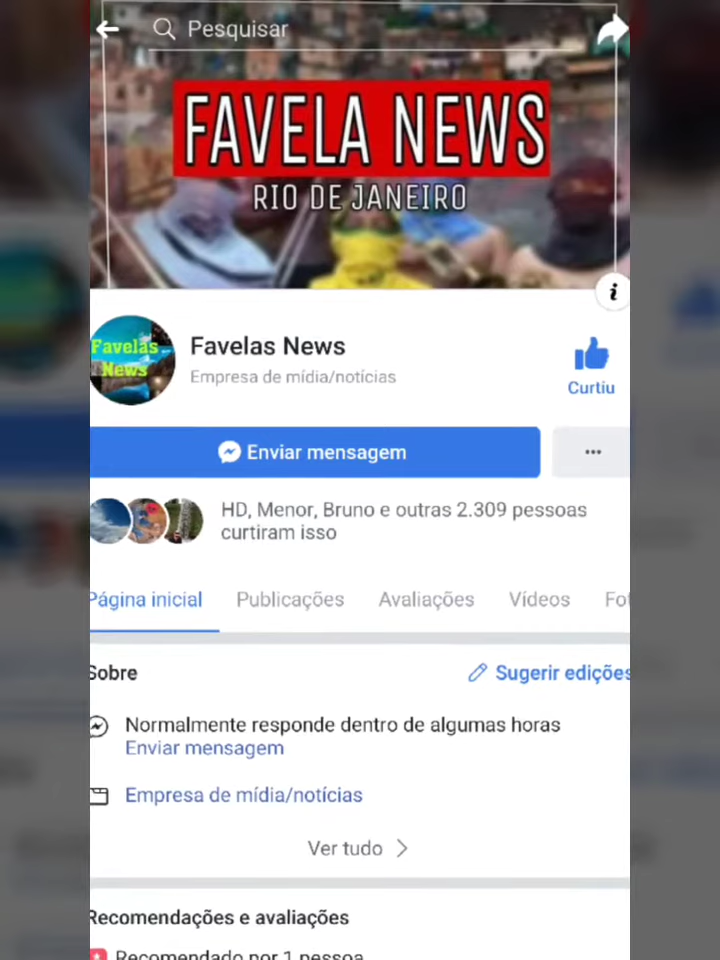 Pesquisar
FAVELA NEWS
RIO DE JANEIRO
Favelas
News
Favelas News
Empresa de mídia/notícias
Curtiu
Enviar mensagem
HD, Menor, Bruno e outras 2.309 pessoas
curtiram isso
Página inicial Publicações Avaliações Vídeos Fot
Sobre
Sugerir edições
Normalmente responde dentro de algumas horas
Enviar mensagem
Empresa de mídia/notícias
Ver tudo
Recomendações e avaliações
Recomendado por 1 pessoa